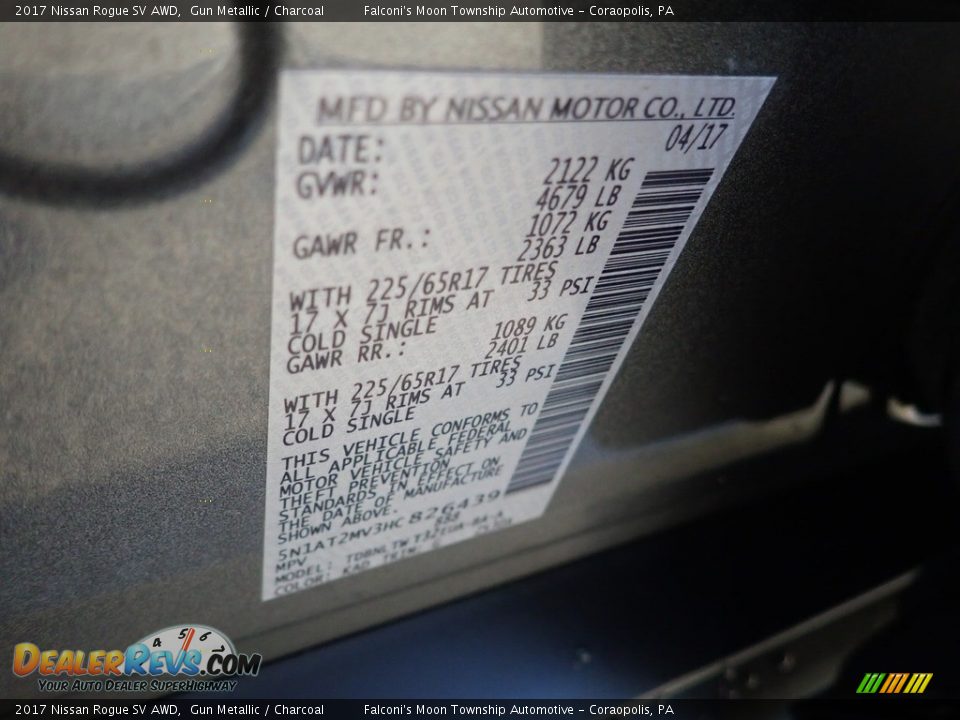 2017 Nissan Rogue SV AWD,  Gun Metallic / Charcoal          Falconi's Moon Township Automotive - Coraopolis, PA
MFD BY NISSAN MOTOR CO., LTD.
DATE: 04/17
GVWR: 2122 KG
4679 LB
GAWR FR.: 1072 KG
2363 LB
WITH 225/65R17 TIRES
17 X 7J RIMS AT 33 PSI
COLD SINGLE
GAWR RR.: 1089 KG
2401 LB
WITH 225/65R17 TIRES
17 X 7J RIMS AT 33 PSI
COLD SINGLE
THIS VEHICLE CONFORMS TO
ALL APPLICABLE FEDERAL
MOTOR VEHICLE SAFETY AND
THEFT PREVENTION
STANDARDS IN EFFECT ON
THE DATE OF MANUFACTURE
SHOWN ABOVE.
5N1AT2MV3HC826439
MPV
MODEL:
COLOR: KAD TRIM: G
4 5 6
DealerRevs.com
Your Auto Dealer SuperHighway
2017 Nissan Rogue SV AWD,  Gun Metallic / Charcoal          Falconi's Moon Township Automotive - Coraopolis, PA